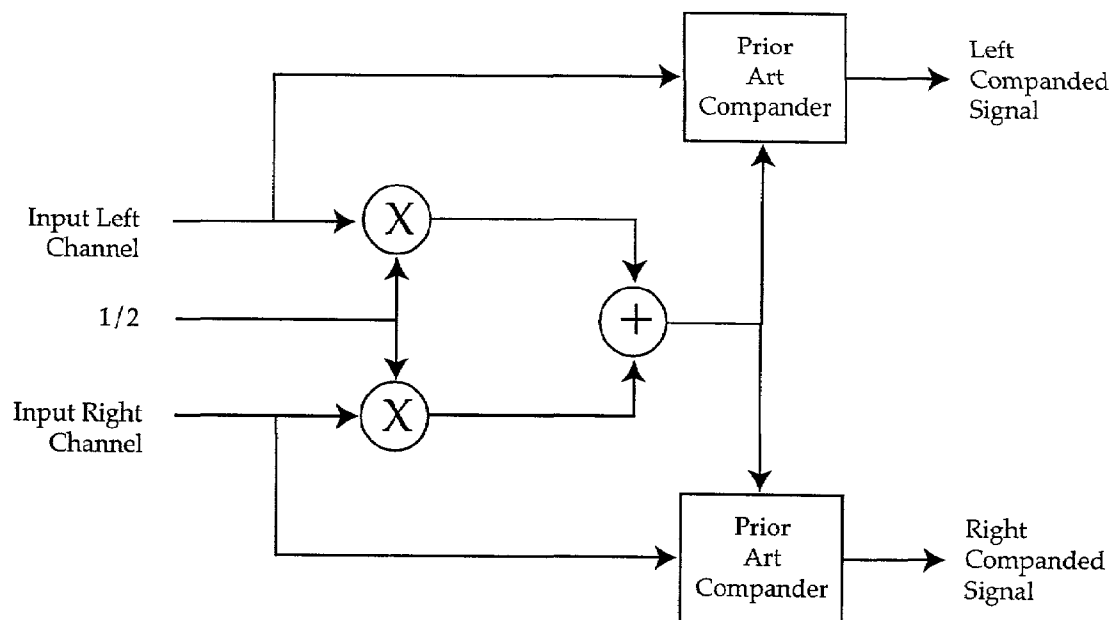 Prior
Art
Compander
Left
Companded
Signal
Input Left
Channel
X
1/2
+
Input Right
Channel
X
Prior
Art
Compander
Right
Companded
Signal